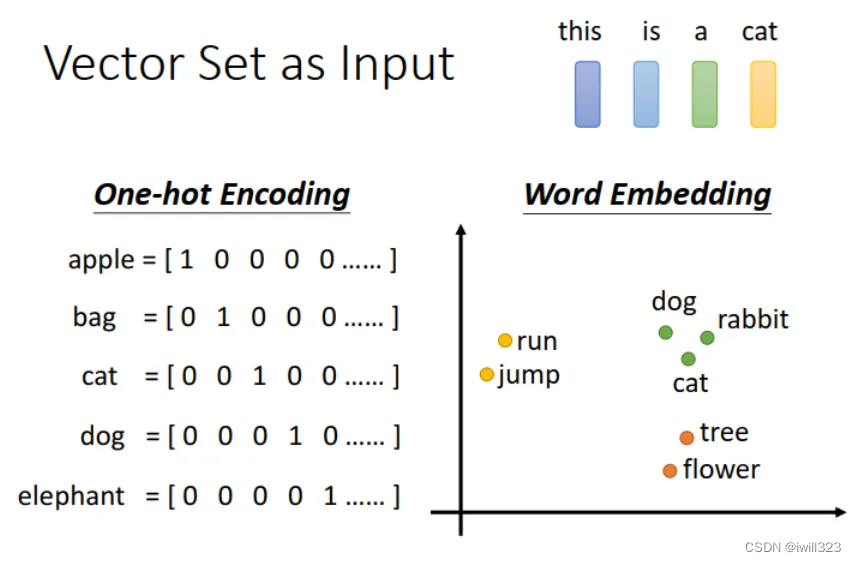 Vector Set as Input
this is a cat
One-hot Encoding
apple = [ 1 0 0 0 0 …… ]
bag = [ 0 1 0 0 0 …… ]
cat = [ 0 0 1 0 0 …… ]
dog = [ 0 0 0 1 0 …… ]
elephant = [ 0 0 0 0 1 …… ]
Word Embedding
dog
rabbit
run
jump
cat
tree
flower
CSDN @iwill323